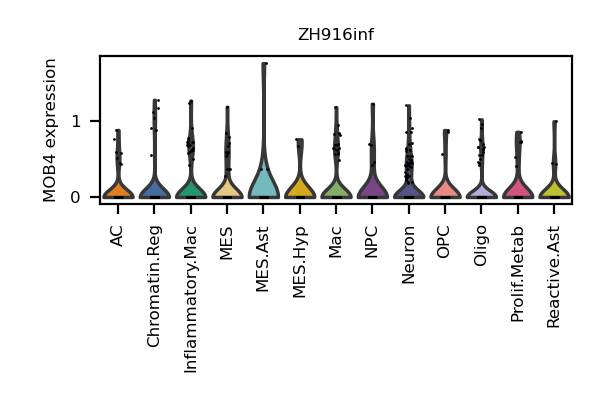 ZH916inf
MOB4 expression
1
0
AC
Chromatin.Reg
Inflammatory.Mac
MES
MES.Ast
MES.Hyp
Mac
NPC
Neuron
OPC
Oligo
Prolif.Metab
Reactive.Ast